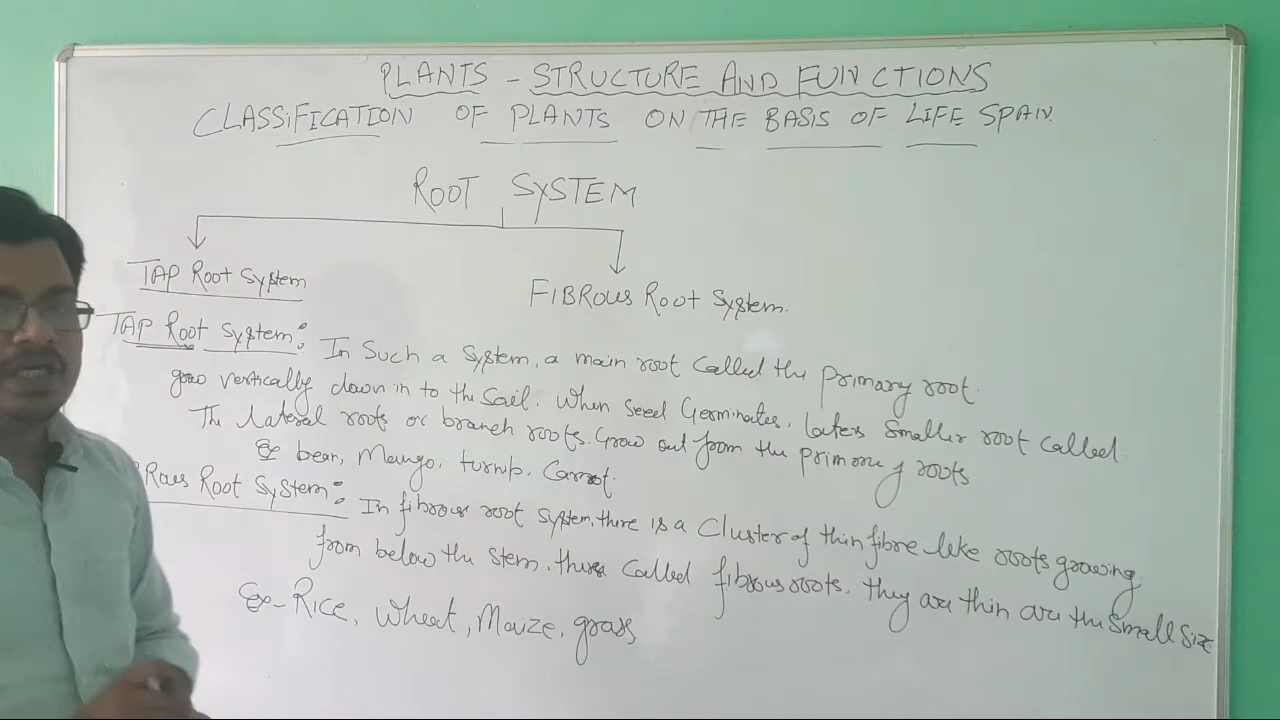 PLANTS - STRUCTURE AND FUNCTIONS
CLASSIFICATION OF PLANTS ON THE BASIS OF LIFE SPAN.
ROOT SYSTEM
TAP Root System
FIBROUS Root System.
TAP Root System: In Such a System, a main root Called the primary root.
grow vertically down in to the Soil. When Seed Germinates, laters Smaller root Called.
The lateral roots or branch roots. Grow out from the primary roots
Ex bean, Mango, turnip. Carrot.
Rous Root System: In fibrous root System, there is a Cluster of thin fibre like roots growing.
from below the Stem. these Called fibrous roots. They are thin are the Small Size
Ex- Rice, Wheat, Maize, grass